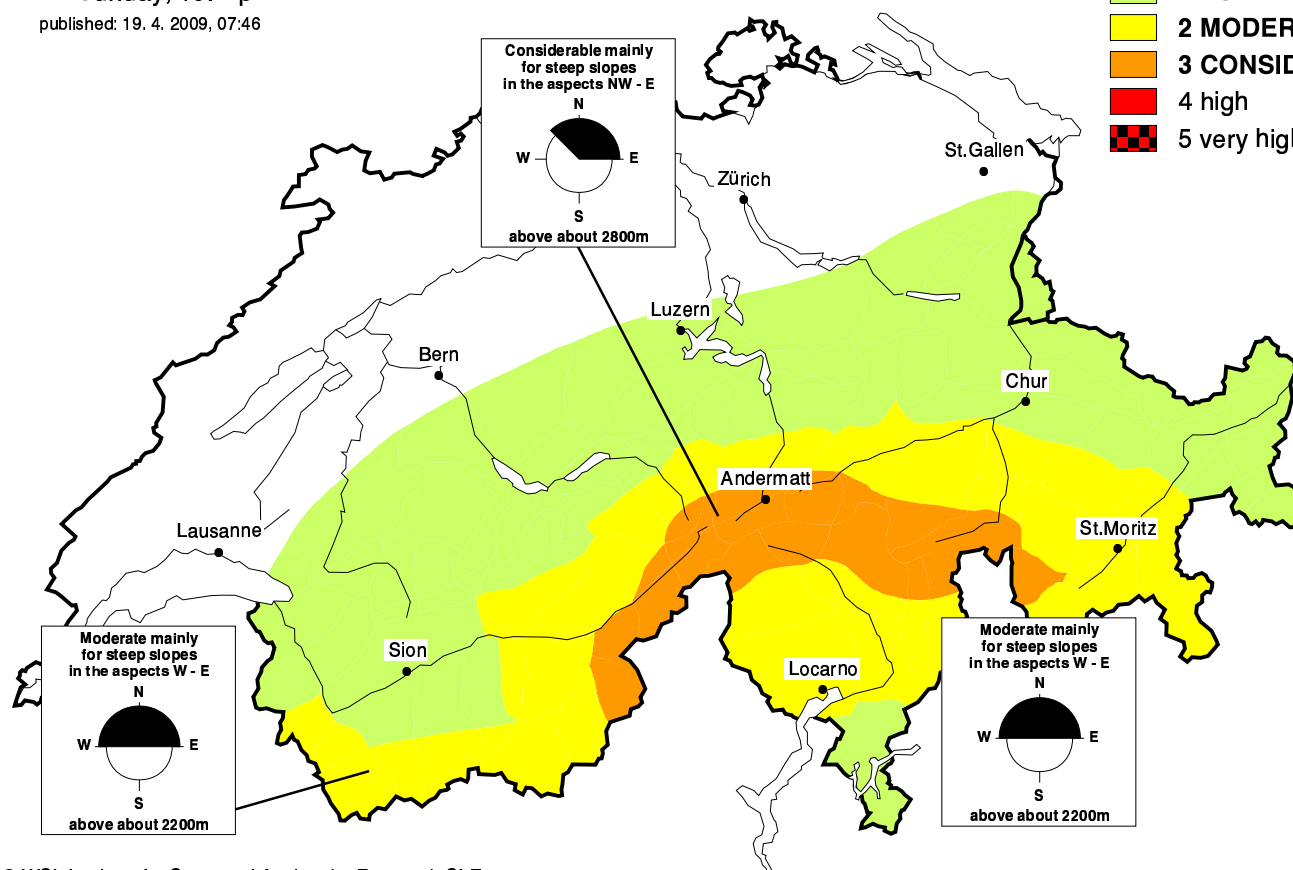 published: 19. 4. 2009, 07:46
2 MODER
3 CONSID
4 high
5 very high
Considerable mainly
for steep slopes
in the aspects NW - E
N
W E
S
above about 2800m
St.Gallen
Zürich
Luzern
Bern
Chur
Andermatt
Lausanne
St.Moritz
Sion
Locarno
Moderate mainly
for steep slopes
in the aspects W - E
N
W E
S
above about 2200m
Moderate mainly
for steep slopes
in the aspects W - E
N
W E
S
above about 2200m